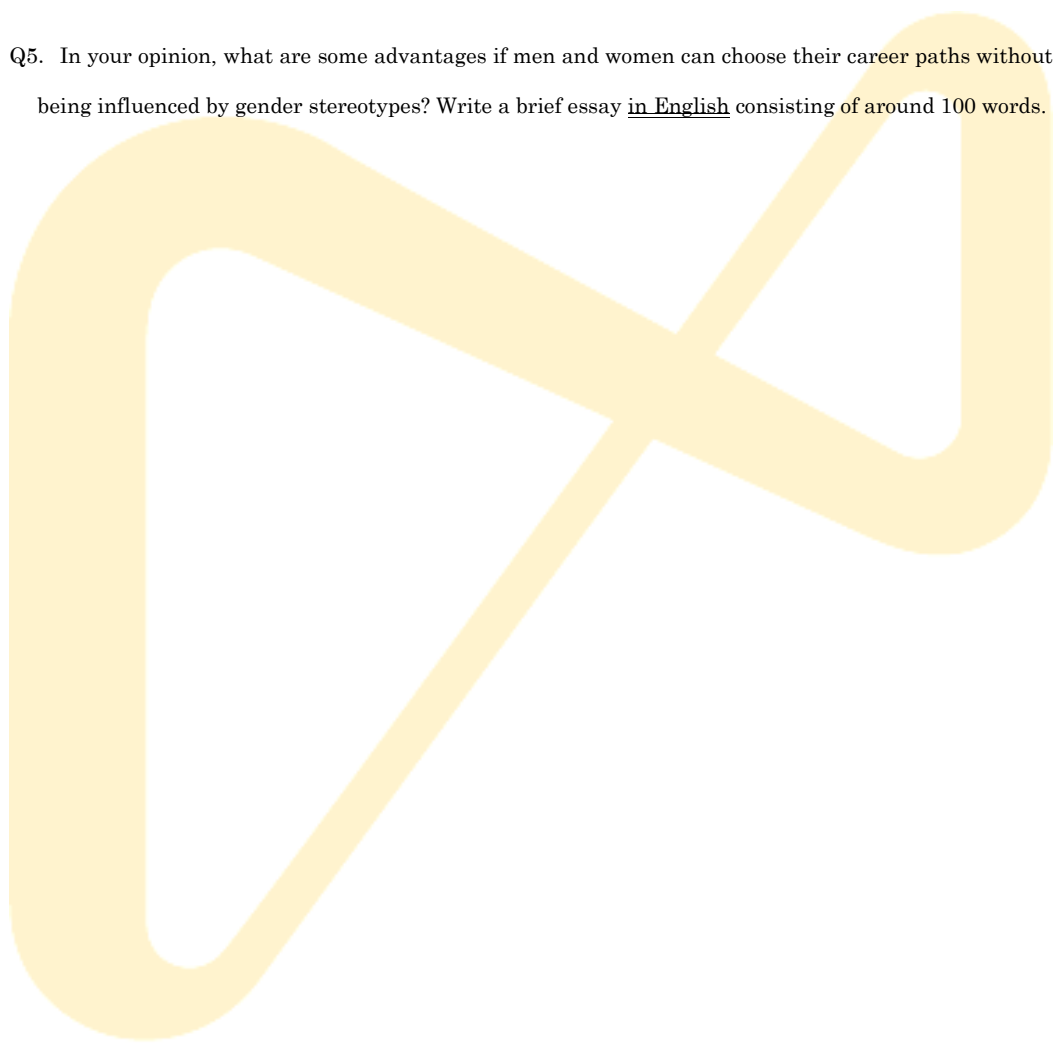 Q5. In your opinion, what are some advantages if men and women can choose their career paths without
being influenced by gender stereotypes? Write a brief essay in English consisting of around 100 words.